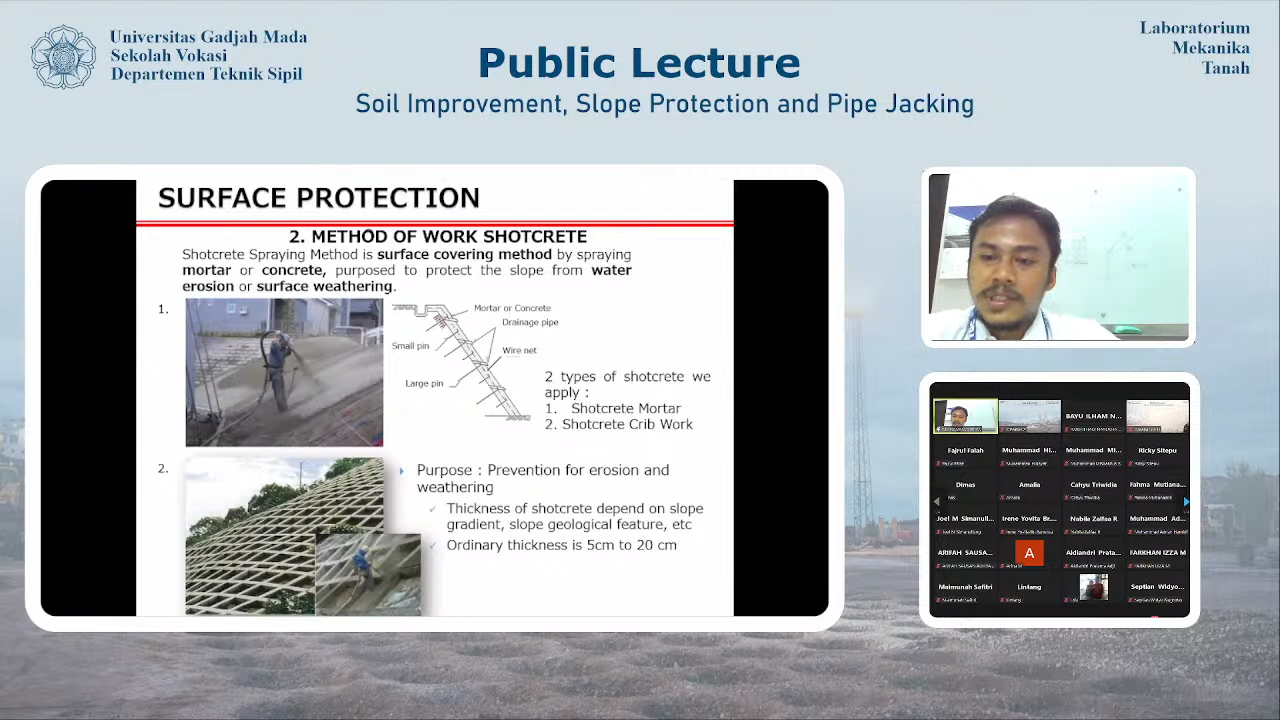 Universitas Gadjah Mada
Sekolah Vokasi
Departemen Teknik Sipil
Public Lecture
Soil Improvement, Slope Protection and Pipe Jacking
Laboratorium
Mekanika
Tanah
SURFACE PROTECTION
2. METHOD OF WORK SHOTCRETE
Shotcrete Spraying Method is surface covering method by spraying
mortar or concrete, purposed to protect the slope from water
erosion or surface weathering.
1.
Mortar or Concrete
Drainage pipe
Small pin
Wire net
Large pin
2 types of shotcrete we
apply :
1. Shotcrete Mortar
2. Shotcrete Crib Work
2.
Purpose : Prevention for erosion and
weathering
Thickness of shotcrete depend on slope
gradient, slope geological feature, etc
Ordinary thickness is 5cm to 20 cm
BAYU ILHAM N...
Fajrul Falah
Muhammad Hi...
Muhammad Mi...
Ricky Sitepu
Dimas
Amalia
Cahyu Triwidia
Fahma Mutiana...
Joel M Simanull...
Irene Yovita Br...
Nabila Zalfaa R
Muhammad Ad...
ARIFAH SAUSA...
A
Aldiandri Prata...
FARKHAN IZZA M
Maimunah Safitri
Lintang
Septian Widyo...